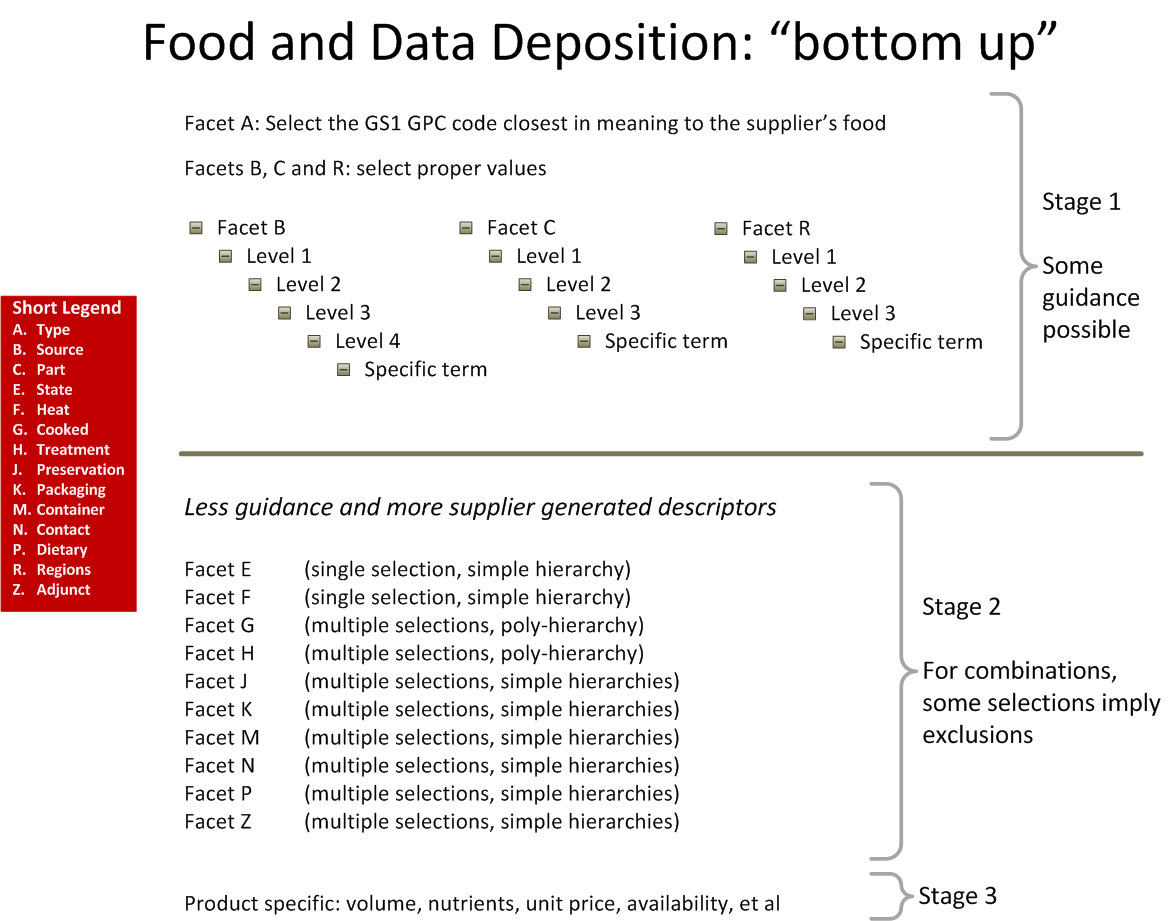 Food and Data Deposition: “bottom up”
Facet A: Select the GS1 GPC code closest in meaning to the supplier’s food
Facets B, C and R: select proper values
Facet B
Level 1
Level 2
Level 3
Level 4
Specific term
Facet C
Level 1
Level 2
Level 3
Specific term
Facet R
Level 1
Level 2
Level 3
Specific term
Stage 1
Some
guidance
possible
Short Legend
A. Type
B. Source
C. Part
E. State
F. Heat
G. Cooked
H. Treatment
J. Preservation
K. Packaging
M. Container
N. Contact
P. Dietary
R. Regions
Z. Adjunct
Less guidance and more supplier generated descriptors
Facet E (single selection, simple hierarchy)
Facet F (single selection, simple hierarchy)
Facet G (multiple selections, poly-hierarchy)
Facet H (multiple selections, poly-hierarchy)
Facet J (multiple selections, simple hierarchies)
Facet K (multiple selections, simple hierarchies)
Facet M (multiple selections, simple hierarchies)
Facet N (multiple selections, simple hierarchies)
Facet P (multiple selections, simple hierarchies)
Facet Z (multiple selections, simple hierarchies)
Stage 2
For combinations,
some selections imply
exclusions
Product specific: volume, nutrients, unit price, availability, et al
Stage 3